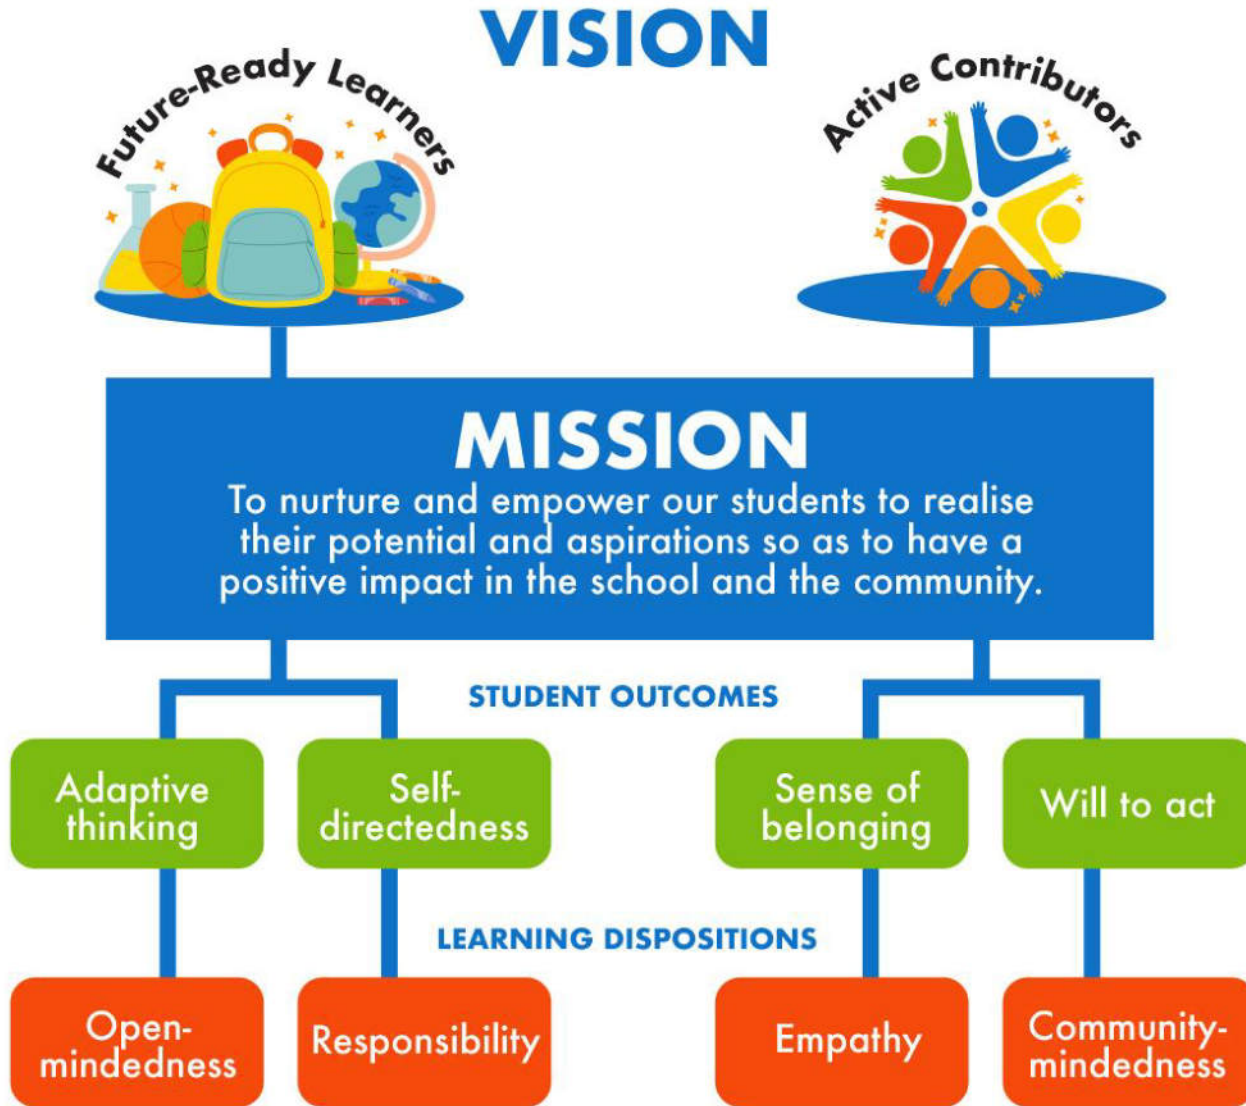 VISION
Future-Ready Learners
Active Contributors
MISSION
To nurture and empower our students to realise
their potential and aspirations so as to have a
positive impact in the school and the community.
STUDENT OUTCOMES
Adaptive
thinking
Self-
directedness
Sense of
belonging
Will to act
LEARNING DISPOSITIONS
Open-
mindedness
Responsibility
Empathy
Community-
mindedness